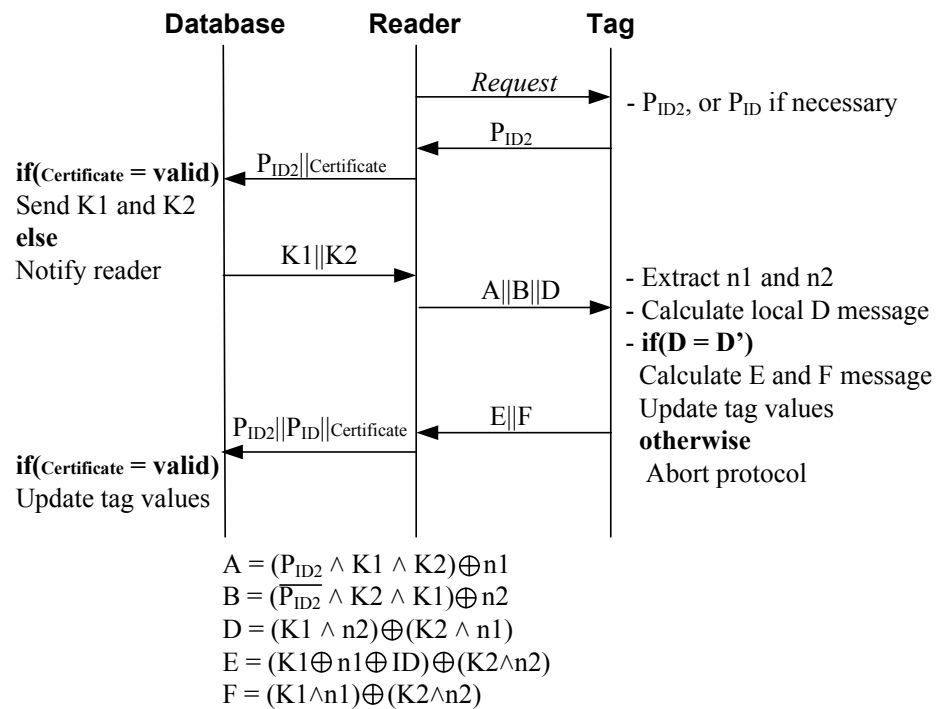 Database Reader Tag
Request
- P_ID2, or P_ID if necessary
P_ID2
P_ID2||Certificate
if(Certificate = valid)
Send K1 and K2
else
Notify reader
K1||K2
A||B||D
- Extract n1 and n2
- Calculate local D message
- if(D = D’)
Calculate E and F message
Update tag values
otherwise
Abort protocol
E||F
P_ID2||P_ID||Certificate
if(Certificate = valid)
Update tag values
A = (P_ID2 ∧ K1 ∧ K2)⊕n1
B = (P̅_I̅D̅2̅ ∧ K2 ∧ K1)⊕n2
D = (K1 ∧ n2)⊕(K2 ∧ n1)
E = (K1⊕n1⊕ID)⊕(K2∧n2)
F = (K1∧n1)⊕(K2∧n2)